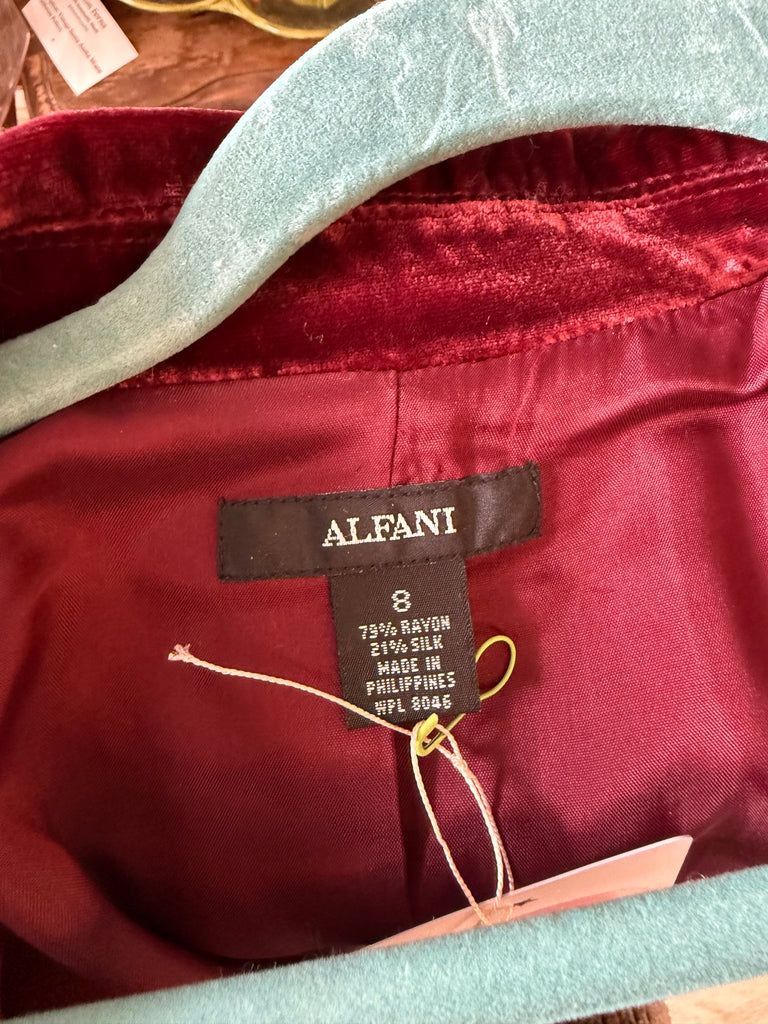 ALFANI
8
79% RAYON
21% SILK
MADE IN
PHILIPPINES
WPL 8046